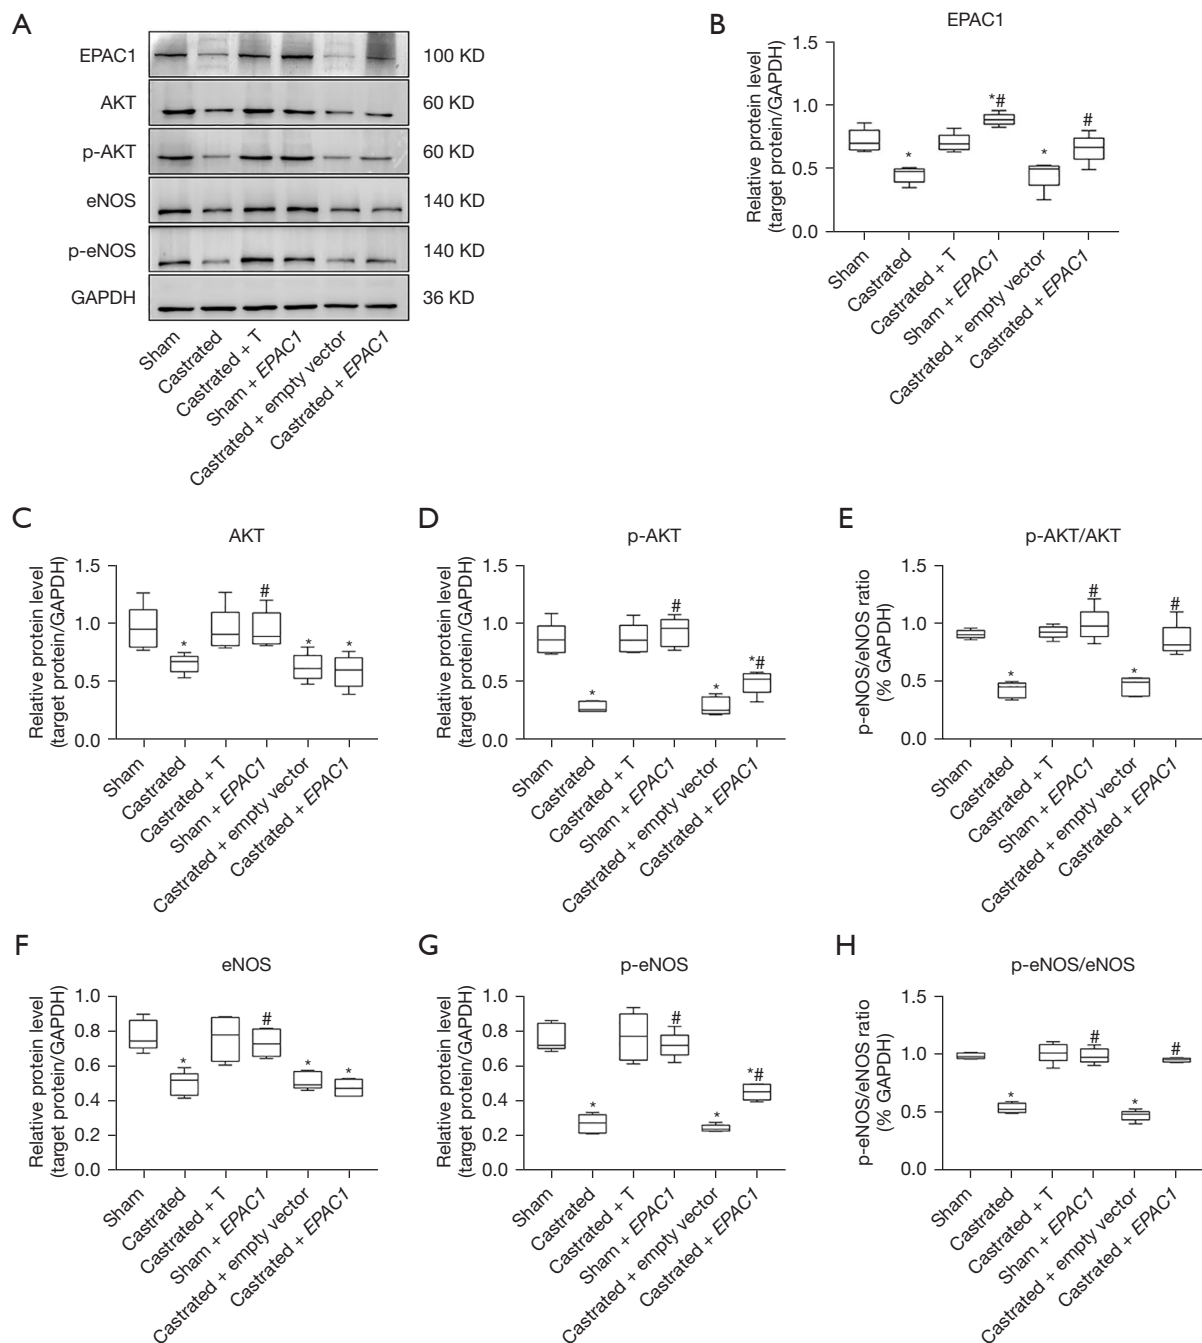 A
EPAC1
100 KD
AKT
60 KD
p-AKT
60 KD
eNOS
140 KD
p-eNOS
140 KD
GAPDH
36 KD
Sham
Castrated
Castrated + T
Sham + EPAC1
Castrated + empty vector
Castrated + EPAC1
B
EPAC1
Relative protein level
(target protein/GAPDH)
1.5
1.0
0.5
0.0
*
*#
*
#
Sham
Castrated
Castrated + T
Sham + EPAC1
Castrated + empty vector
Castrated + EPAC1
C
AKT
Relative protein level
(target protein/GAPDH)
1.5
1.0
0.5
0.0
*
#
*
*
Sham
Castrated
Castrated + T
Sham + EPAC1
Castrated + empty vector
Castrated + EPAC1
D
p-AKT
Relative protein level
(target protein/GAPDH)
1.5
1.0
0.5
0.0
*
#
*
*#
Sham
Castrated
Castrated + T
Sham + EPAC1
Castrated + empty vector
Castrated + EPAC1
E
p-AKT/AKT
p-eNOS/eNOS ratio
(% GAPDH)
1.5
1.0
0.5
0.0
*
#
*
#
Sham
Castrated
Castrated + T
Sham + EPAC1
Castrated + empty vector
Castrated + EPAC1
F
eNOS
Relative protein level
(target protein/GAPDH)
1.0
0.8
0.6
0.4
0.2
0.0
*
#
*
*
Sham
Castrated
Castrated + T
Sham + EPAC1
Castrated + empty vector
Castrated + EPAC1
G
p-eNOS
Relative protein level
(target protein/GAPDH)
1.0
0.8
0.6
0.4
0.2
0.0
*
#
*
*#
Sham
Castrated
Castrated + T
Sham + EPAC1
Castrated + empty vector
Castrated + EPAC1
H
p-eNOS/eNOS
p-eNOS/eNOS ratio
(% GAPDH)
1.5
1.0
0.5
0.0
*
#
*
#
Sham
Castrated
Castrated + T
Sham + EPAC1
Castrated + empty vector
Castrated + EPAC1